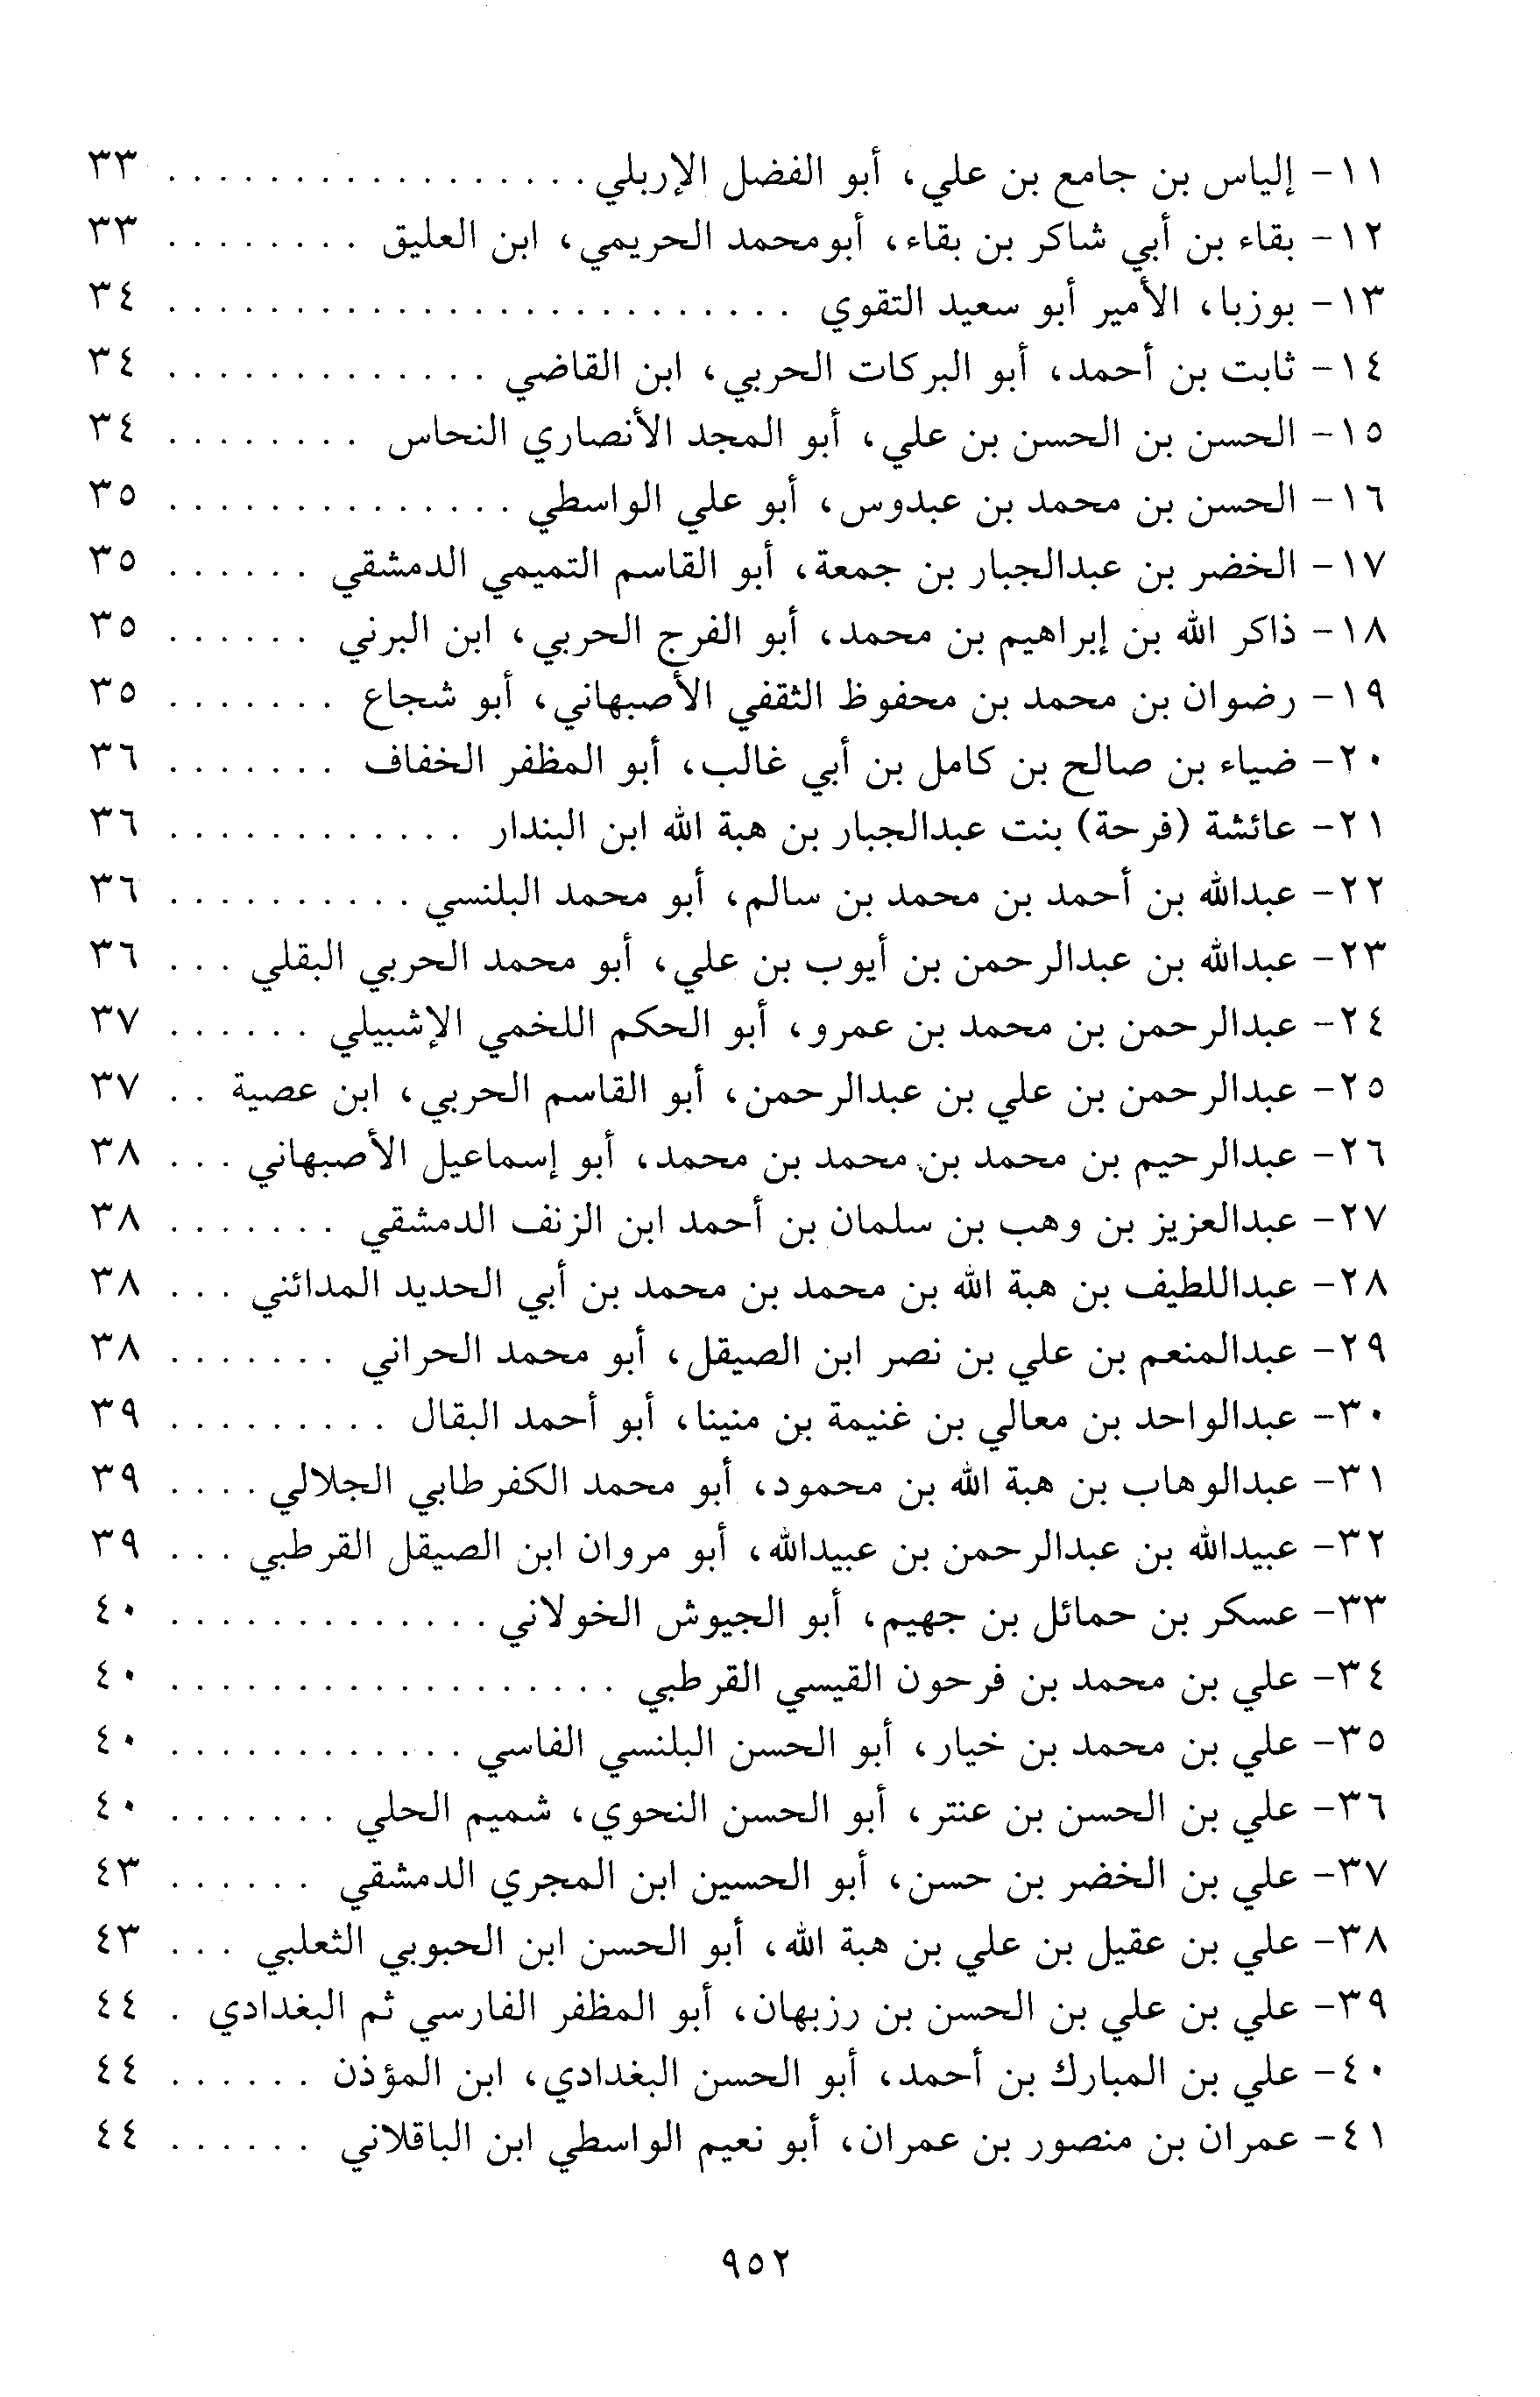 ١١- إلياس بن جامع بن علي، أبو الفضل الإربلي . . . . . . . . . . . . . . . . . ٣٣
١٢- بقاء بن أبي شاكر بن بقاء، أبومحمد الحريمي، ابن العليق . . . . . . . . ٣٣
١٣- بوزبا، الأمير أبو سعيد التقوي . . . . . . . . . . . . . . . . . . . . . . . . . ٣٤
١٤- ثابت بن أحمد، أبو البركات الحربي، ابن القاضي . . . . . . . . . . . . . ٣٤
١٥- الحسن بن الحسن بن علي، أبو المجد الأنصاري النحاس . . . . . . . . ٣٤
١٦- الحسن بن محمد بن عبدوس، أبو علي الواسطي . . . . . . . . . . . . . . ٣٥
١٧- الخضر بن عبدالجبار بن جمعة، أبو القاسم التميمي الدمشقي . . . . . . ٣٥
١٨- ذاكر الله بن إبراهيم بن محمد، أبو الفرج الحربي، ابن البرني . . . . . . ٣٥
١٩- رضوان بن محمد بن محفوظ الثقفي الأصبهاني، أبو شجاع . . . . . . . ٣٥
٢٠- ضياء بن صالح بن كامل بن أبي غالب، أبو المظفر الخفاف . . . . . . . ٣٦
٢١- عائشة (فرحة) بنت عبدالجبار بن هبة الله ابن البندار . . . . . . . . . . . . ٣٦
٢٢- عبدالله بن أحمد بن محمد بن سالم، أبو محمد البلنسي . . . . . . . . . . ٣٦
٢٣- عبدالله بن عبدالرحمن بن أيوب بن علي، أبو محمد الحربي البقلي . . . ٣٦
٢٤- عبدالرحمن بن محمد بن عمرو، أبو الحكم اللخمي الإشبيلي . . . . . . ٣٧
٢٥- عبدالرحمن بن علي بن عبدالرحمن، أبو القاسم الحربي، ابن عصية . . ٣٧
٢٦- عبدالرحيم بن محمد بن محمد بن محمد، أبو إسماعيل الأصبهاني . . . ٣٨
٢٧- عبدالعزيز بن وهب بن سلمان بن أحمد ابن الزنف الدمشقي . . . . . . . ٣٨
٢٨- عبداللطيف بن هبة الله بن محمد بن محمد بن أبي الحديد المدائني . . . ٣٨
٢٩- عبدالمنعم بن علي بن نصر ابن الصيقل، أبو محمد الحراني . . . . . . . ٣٨
٣٠- عبدالواحد بن معالي بن غنيمة بن منينا، أبو أحمد البقال . . . . . . . . . ٣٩
٣١- عبدالوهاب بن هبة الله بن محمود، أبو محمد الكفرطابي الجلالي . . . . ٣٩
٣٢- عبيدالله بن عبدالرحمن بن عبيدالله، أبو مروان ابن الصيقل القرطبي . . . ٣٩
٣٣- عسكر بن حمائل بن جهيم، أبو الجيوش الخولاني . . . . . . . . . . . . . ٤٠
٣٤- علي بن محمد بن فرحون القيسي القرطبي . . . . . . . . . . . . . . . . . . ٤٠
٣٥- علي بن محمد بن خيار، أبو الحسن البلنسي الفاسي . . . . . . . . . . . . ٤٠
٣٦- علي بن الحسن بن عنتر، أبو الحسن النحوي، شميم الحلي . . . . . . . ٤٠
٣٧- علي بن الخضر بن حسن، أبو الحسين ابن المجري الدمشقي . . . . . . ٤٣
٣٨- علي بن عقيل بن علي بن هبة الله، أبو الحسن ابن الحبوبي الثعلبي . . . ٤٣
٣٩- علي بن علي بن الحسن بن رزبهان، أبو المظفر الفارسي ثم البغدادي . ٤٤
٤٠- علي بن المبارك بن أحمد، أبو الحسن البغدادي، ابن المؤذن . . . . . . ٤٤
٤١- عمران بن منصور بن عمران، أبو نعيم الواسطي ابن الباقلاني . . . . . . ٤٤
٩٥٢